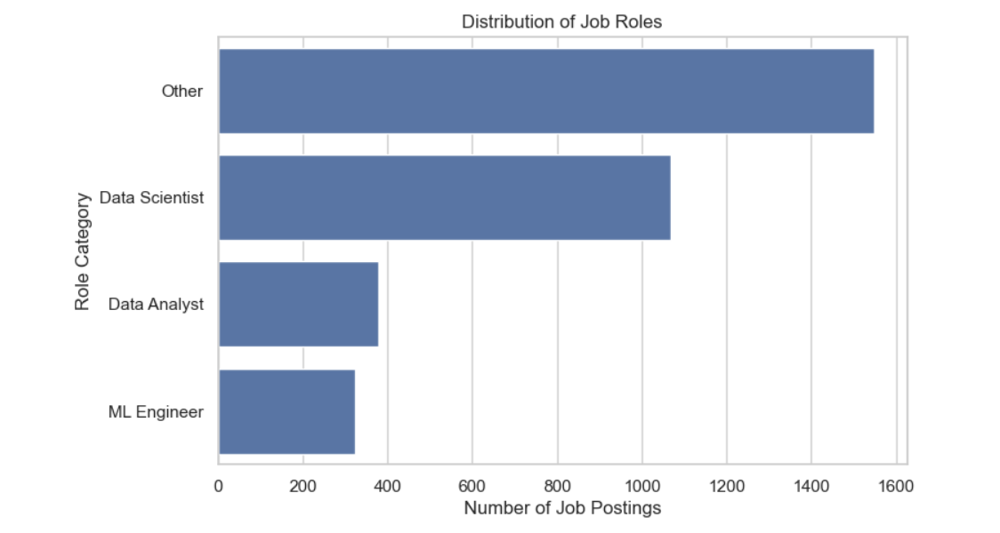 Distribution of Job Roles
Role Category
Other
Data Scientist
Data Analyst
ML Engineer
0 200 400 600 800 1000 1200 1400 1600
Number of Job Postings